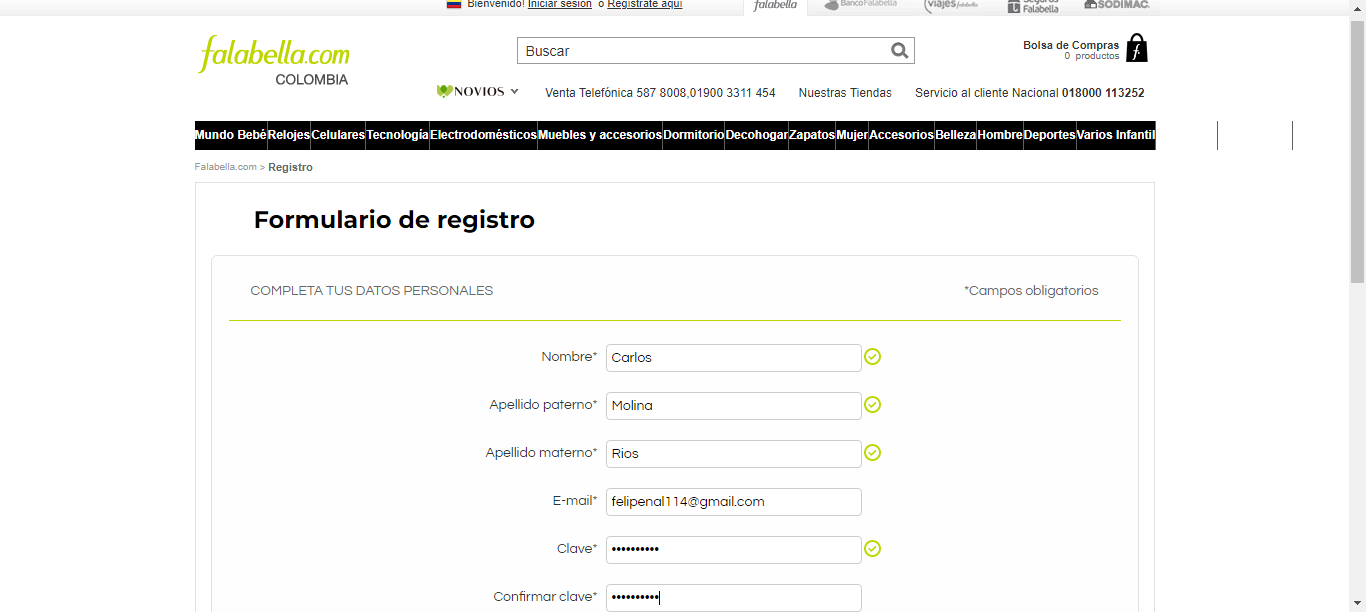 Bienvenido! Iniciar sesión o Regístrate aquí
falabella. BancoFalabella viajesfalabella Seguros Falabella SODIMAC.
falabella.com
COLOMBIA
Buscar
Bolsa de Compras
0 productos
NOVIOS Venta Telefónica 587 8008,01900 3311 454 Nuestras Tiendas Servicio al cliente Nacional 018000 113252
Mundo Bebé Relojes Celulares Tecnología Electrodomésticos Muebles y accesorios Dormitorio Decohogar Zapatos Mujer Accesorios Belleza Hombre Deportes Varios Infantil
Falabella.com > Registro
Formulario de registro
COMPLETA TUS DATOS PERSONALES *Campos obligatorios
Nombre* Carlos
Apellido paterno* Molina
Apellido materno* Rios
E-mail* felipenal114@gmail.com
Clave* ••••••••••
Confirmar clave* ••••••••••